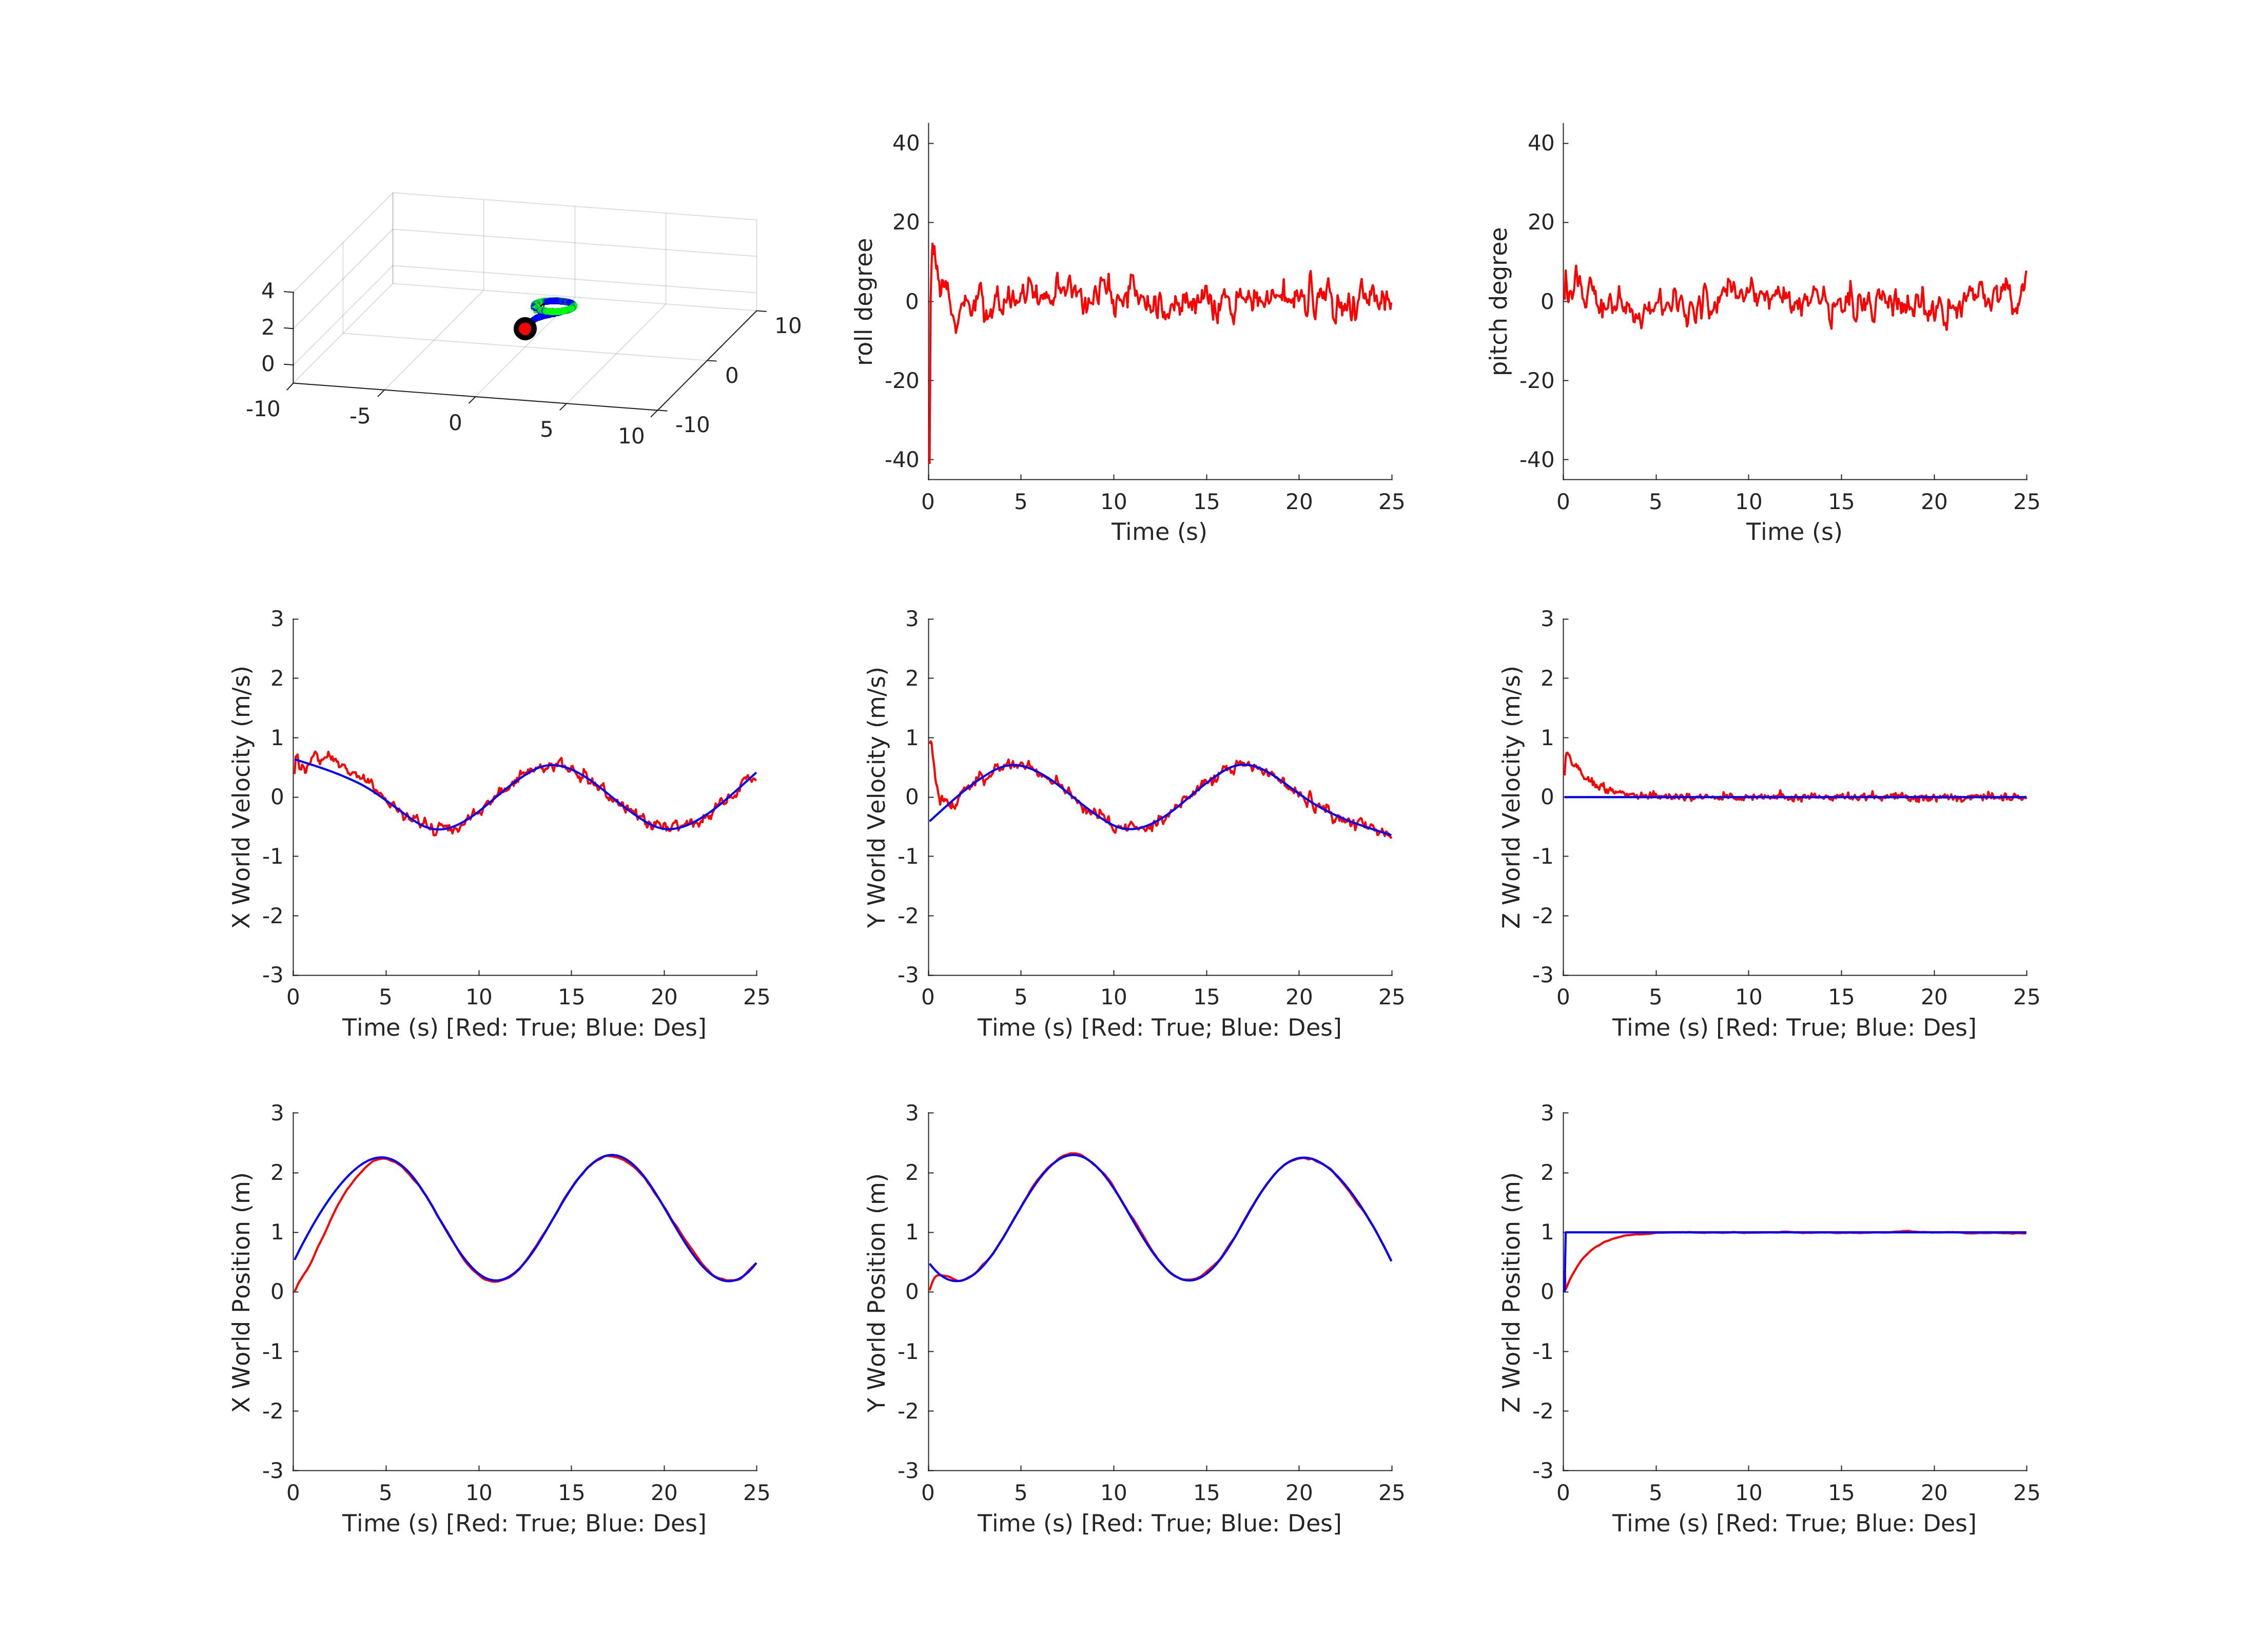 4
2
0
-10
-5
0
5
10
-10
0
10
roll degree
40
20
0
-20
-40
0 5 10 15 20 25
Time (s)
pitch degree
40
20
0
-20
-40
0 5 10 15 20 25
Time (s)
X World Velocity (m/s)
3
2
1
0
-1
-2
-3
0 5 10 15 20 25
Time (s) [Red: True; Blue: Des]
Y World Velocity (m/s)
3
2
1
0
-1
-2
-3
0 5 10 15 20 25
Time (s) [Red: True; Blue: Des]
Z World Velocity (m/s)
3
2
1
0
-1
-2
-3
0 5 10 15 20 25
Time (s) [Red: True; Blue: Des]
X World Position (m)
3
2
1
0
-1
-2
-3
0 5 10 15 20 25
Time (s) [Red: True; Blue: Des]
Y World Position (m)
3
2
1
0
-1
-2
-3
0 5 10 15 20 25
Time (s) [Red: True; Blue: Des]
Z World Position (m)
3
2
1
0
-1
-2
-3
0 5 10 15 20 25
Time (s) [Red: True; Blue: Des]